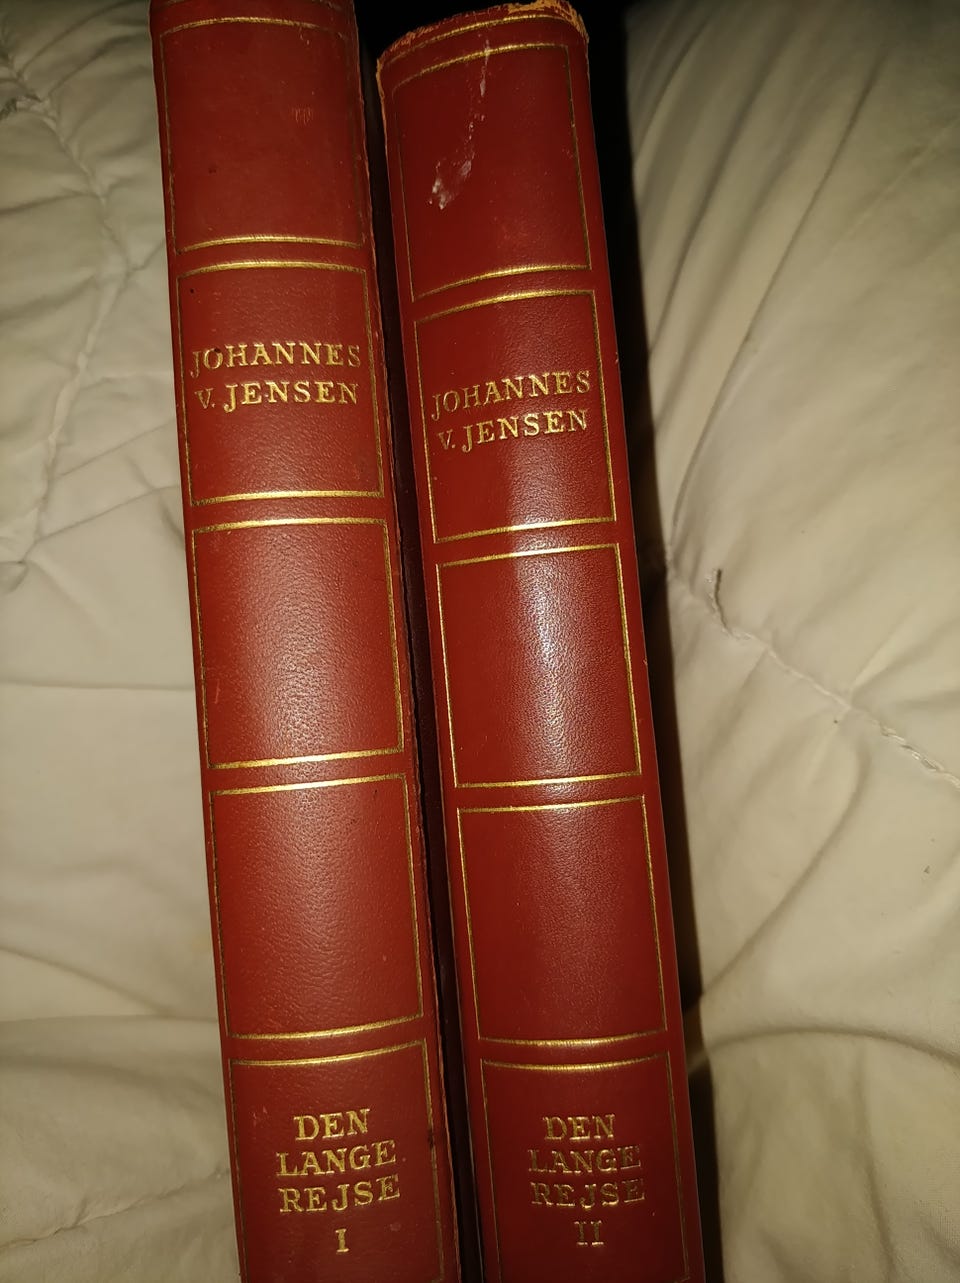 JOHANNES
V. JENSEN
DEN
LANGE
REJSE
I
JOHANNES
V. JENSEN
DEN
LANGE
REJSE
II